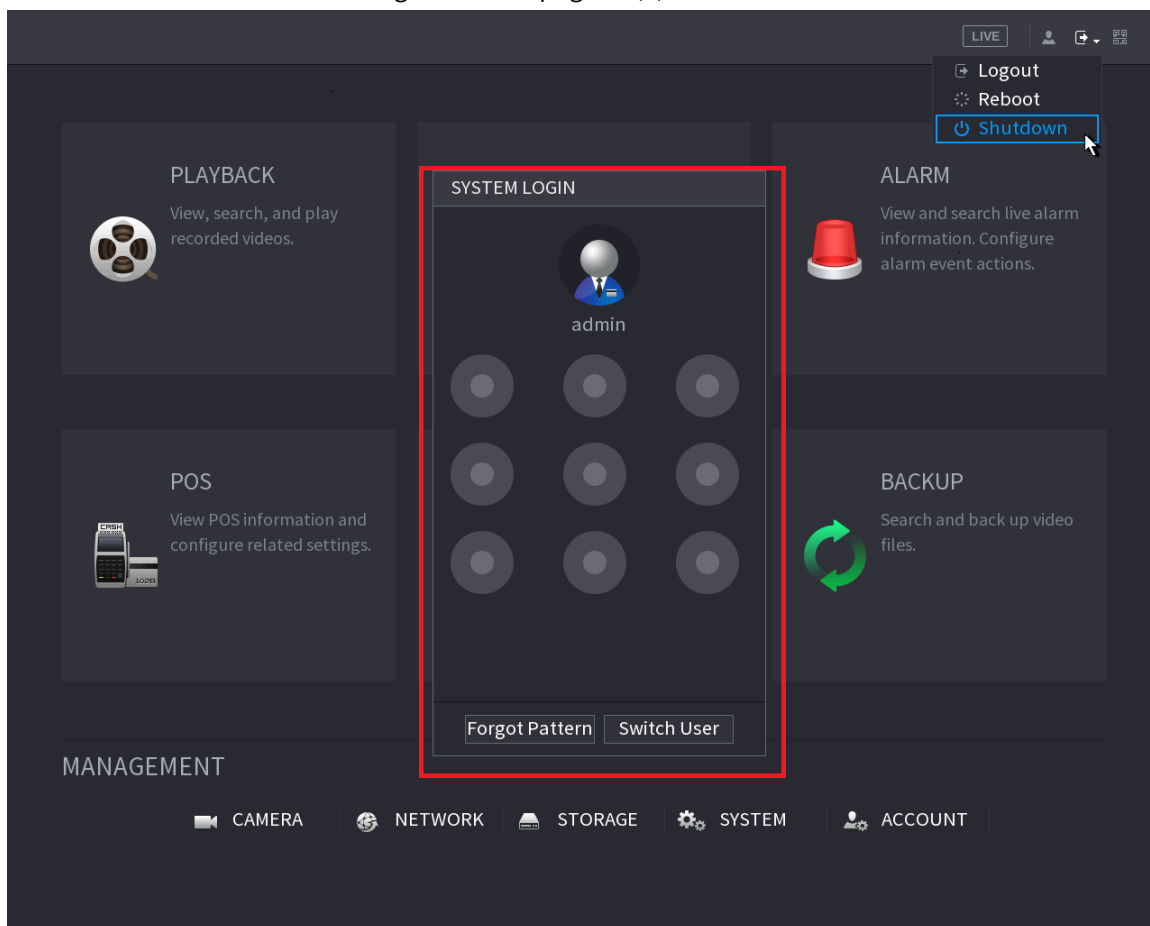 LIVE
Logout
Reboot
Shutdown
PLAYBACK
View, search, and play
recorded videos.
SYSTEM LOGIN
admin
ALARM
View and search live alarm
information. Configure
alarm event actions.
POS
View POS information and
configure related settings.
CASH
BACKUP
Search and back up video
files.
Forgot Pattern
Switch User
MANAGEMENT
CAMERA
NETWORK
STORAGE
SYSTEM
ACCOUNT